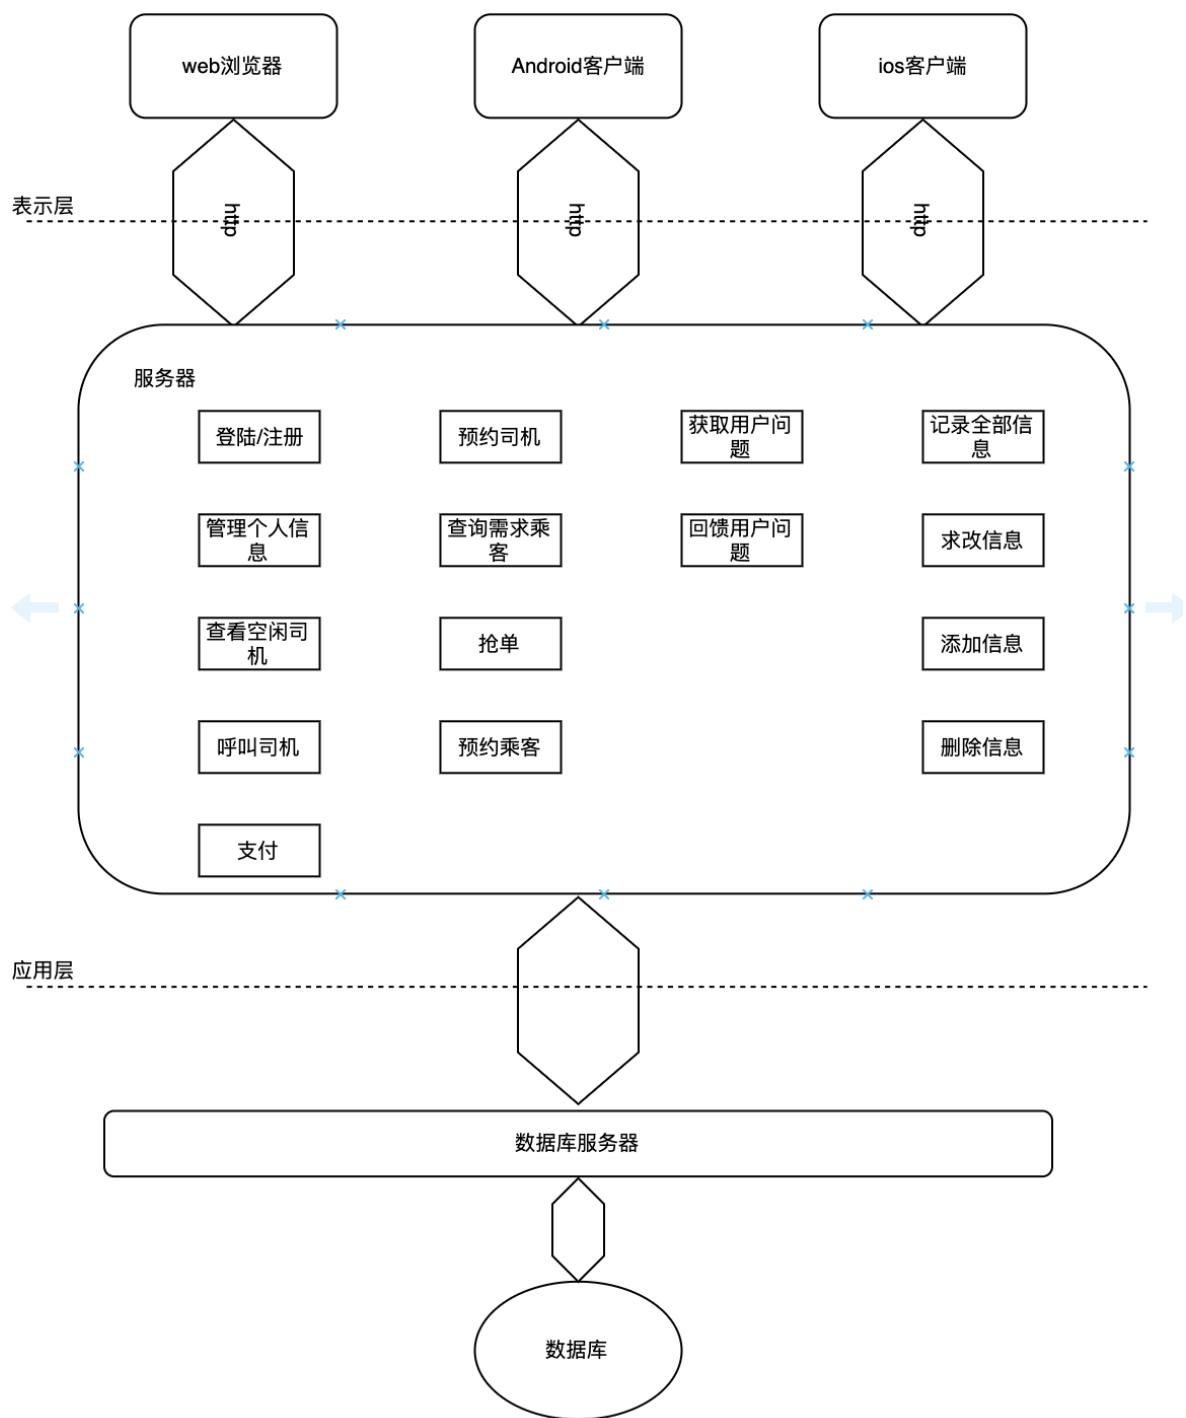 web浏览器
Android客户端
ios客户端
http
http
http
表示层
服务器
登陆/注册
预约司机
获取用户问
题
记录全部信
息
管理个人信
息
查询需求乘
客
回馈用户问
题
求改信息
查看空闲司
机
抢单
添加信息
呼叫司机
预约乘客
删除信息
支付
应用层
数据库服务器
数据库